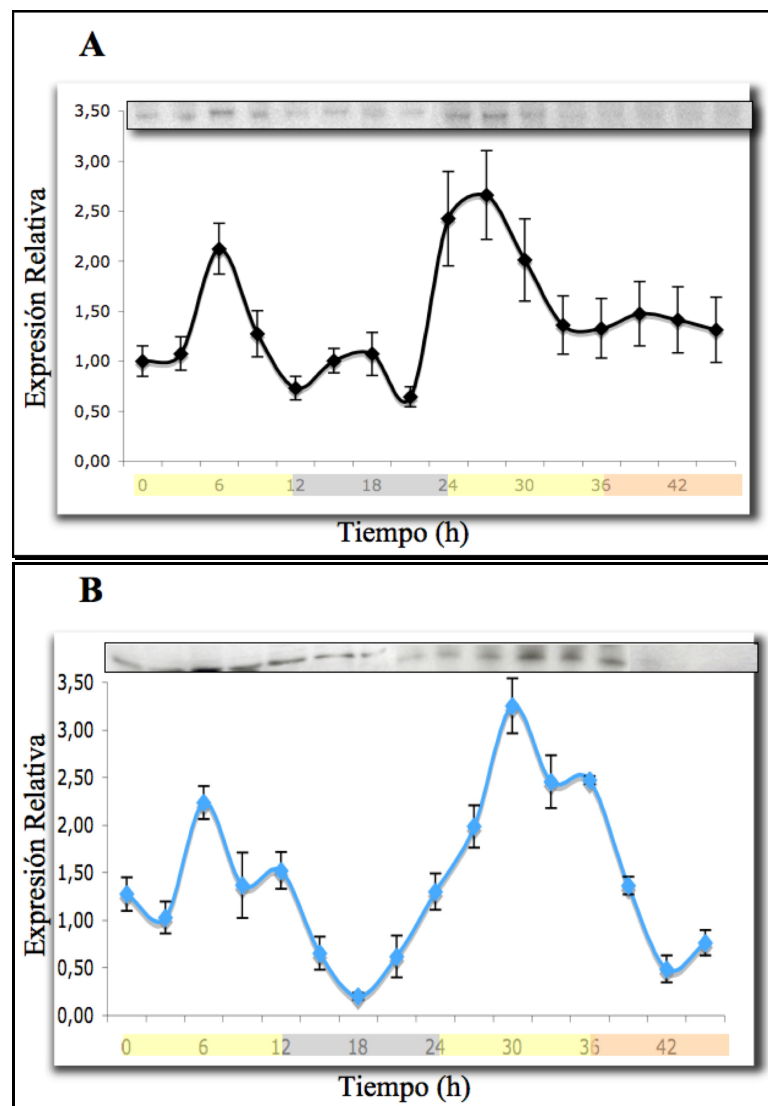 A
3,50
3,00
2,50
2,00
1,50
1,00
0,50
0,00
Expresión Relativa
0 6 12 18 24 30 36 42
Tiempo (h)
B
3,50
3,00
2,50
2,00
1,50
1,00
0,50
0,00
Expresión Relativa
0 6 12 18 24 30 36 42
Tiempo (h)